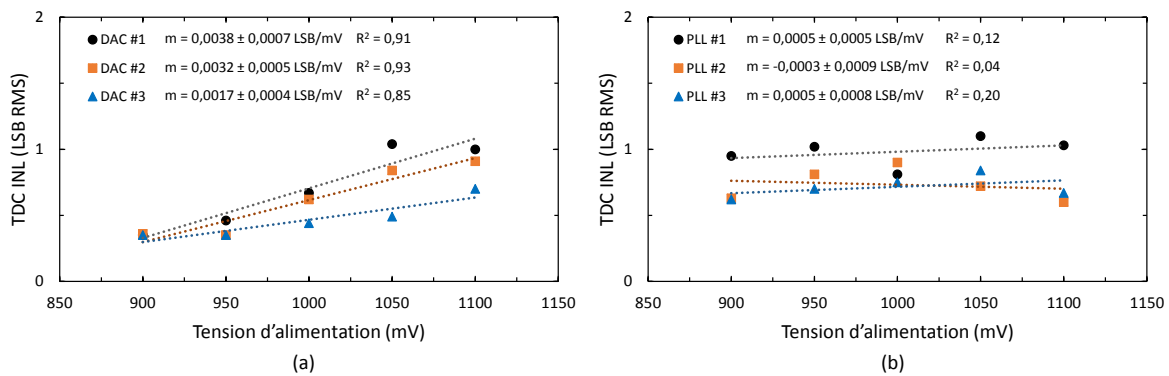 2
DAC #1 m = 0,0038 ± 0,0007 LSB/mV R² = 0,91
DAC #2 m = 0,0032 ± 0,0005 LSB/mV R² = 0,93
DAC #3 m = 0,0017 ± 0,0004 LSB/mV R² = 0,85
1
0
TDC INL (LSB RMS)
850 900 950 1000 1050 1100 1150
Tension d’alimentation (mV)
(a)
2
PLL #1 m = 0,0005 ± 0,0005 LSB/mV R² = 0,12
PLL #2 m = -0,0003 ± 0,0009 LSB/mV R² = 0,04
PLL #3 m = 0,0005 ± 0,0008 LSB/mV R² = 0,20
1
0
TDC INL (LSB RMS)
850 900 950 1000 1050 1100 1150
Tension d’alimentation (mV)
(b)